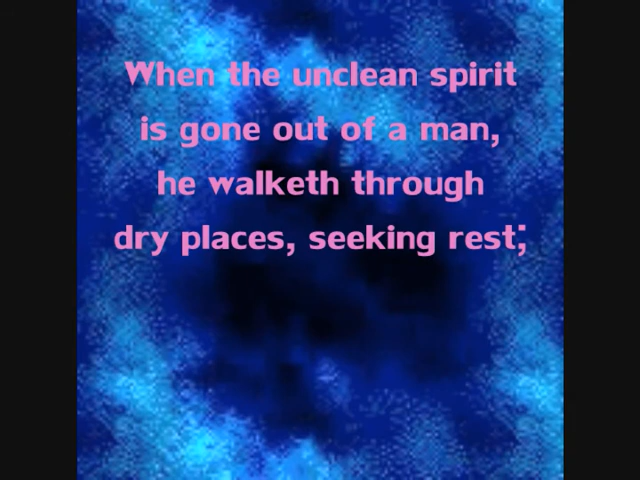 When the unclean spirit
is gone out of a man,
he walketh through
dry places, seeking rest;